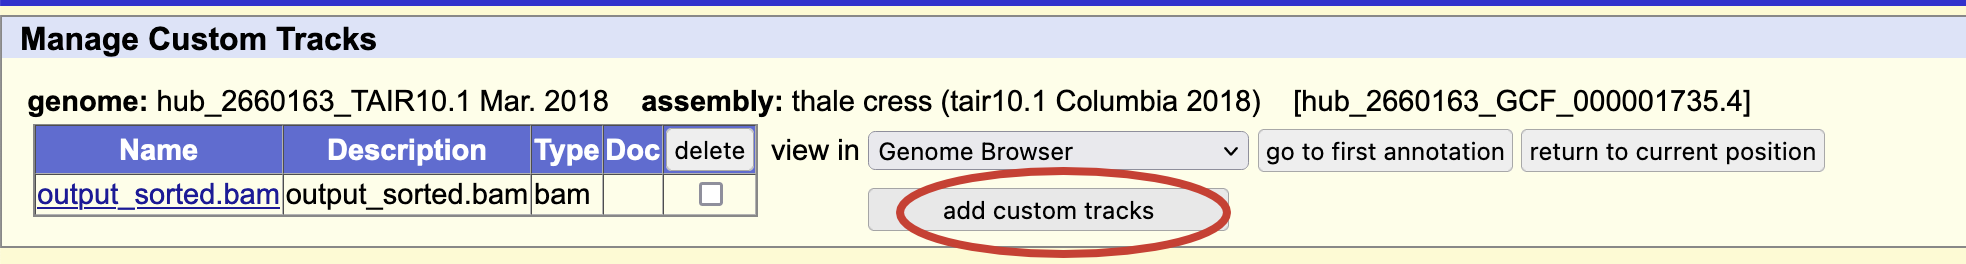 Manage Custom Tracks
genome: hub_2660163_TAIR10.1 Mar. 2018 assembly: thale cress (tair10.1 Columbia 2018) [hub_2660163_GCF_000001735.4]
Name Description Type Doc delete view in Genome Browser go to first annotation return to current position
output_sorted.bam output_sorted.bam bam
add custom tracks